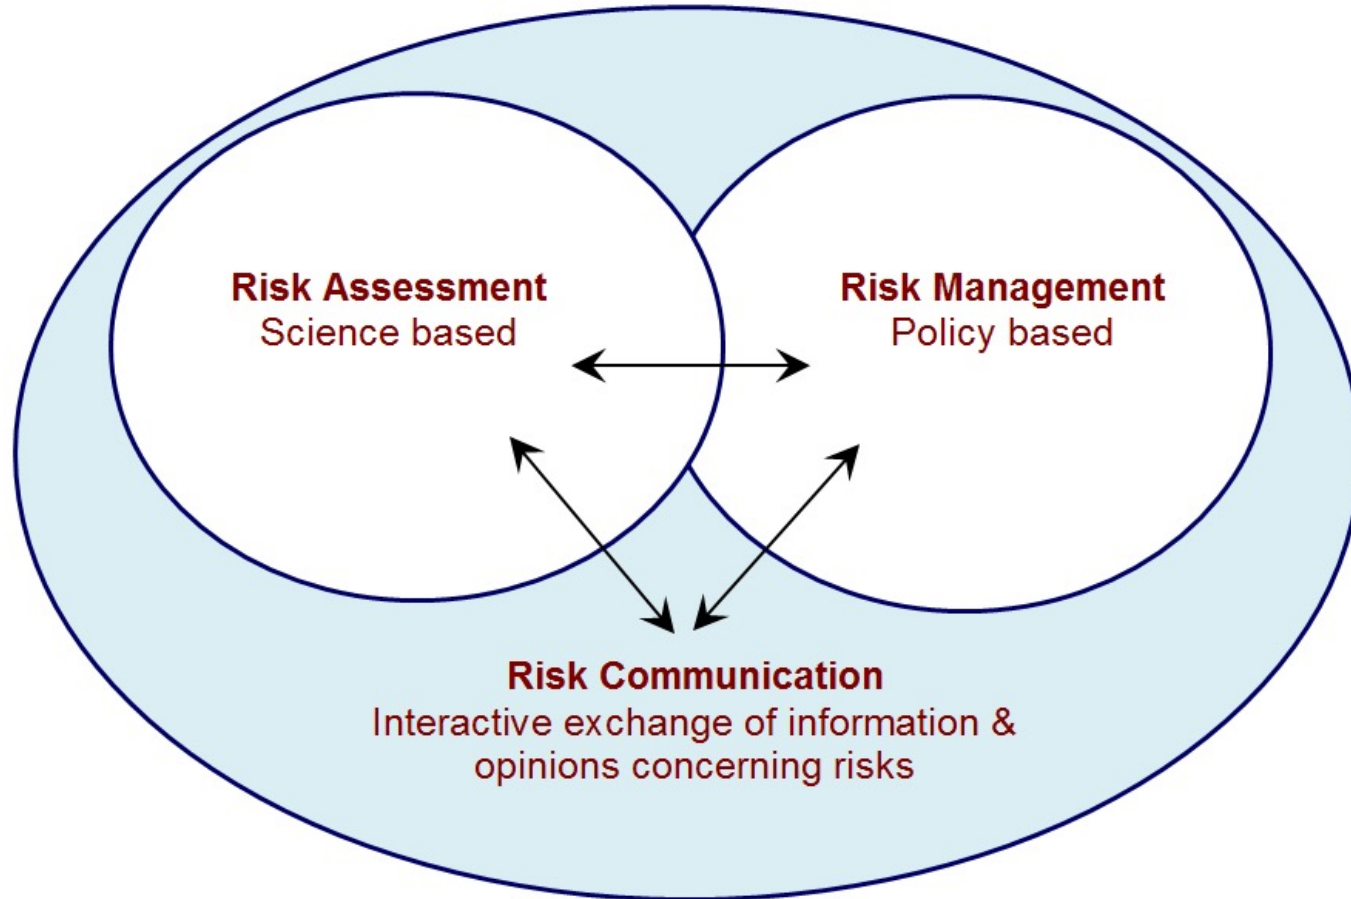 Risk Assessment
Science based
Risk Management
Policy based
Risk Communication
Interactive exchange of information &
opinions concerning risks